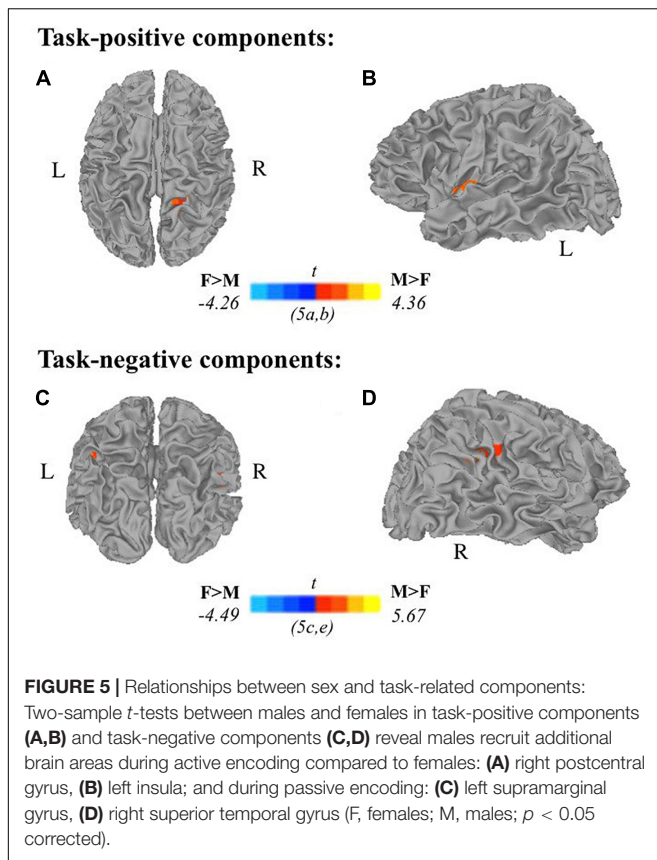 Task-positive components:
A
B
L
R
L
F>M
t
M>F
-4.26
(5a,b)
4.36
Task-negative components:
C
D
L
R
R
F>M
t
M>F
-4.49
(5c,e)
5.67
FIGURE 5 | Relationships between sex and task-related components:
Two-sample t-tests between males and females in task-positive components
(A,B) and task-negative components (C,D) reveal males recruit additional
brain areas during active encoding compared to females: (A) right postcentral
gyrus, (B) left insula; and during passive encoding: (C) left supramarginal
gyrus, (D) right superior temporal gyrus (F, females; M, males; p < 0.05
corrected).